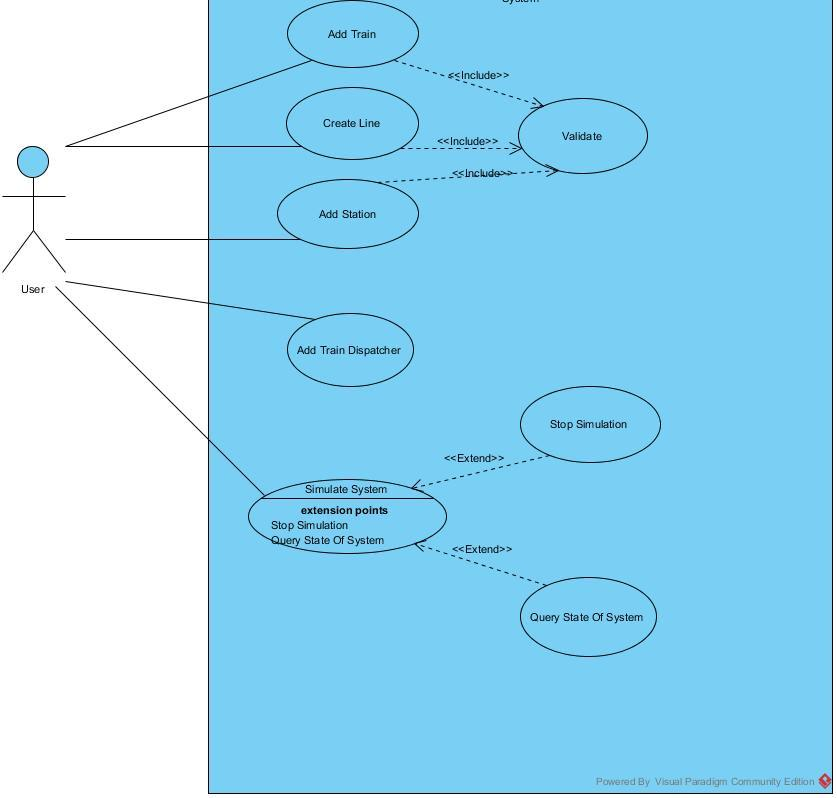 System
Add Train
<<Include>>
Create Line
Validate
<<Include>>
<<Include>>
Add Station
User
Add Train Dispatcher
Stop Simulation
<<Extend>>
Simulate System
extension points
Stop Simulation
Query State Of System
<<Extend>>
Query State Of System
Powered By Visual Paradigm Community Edition